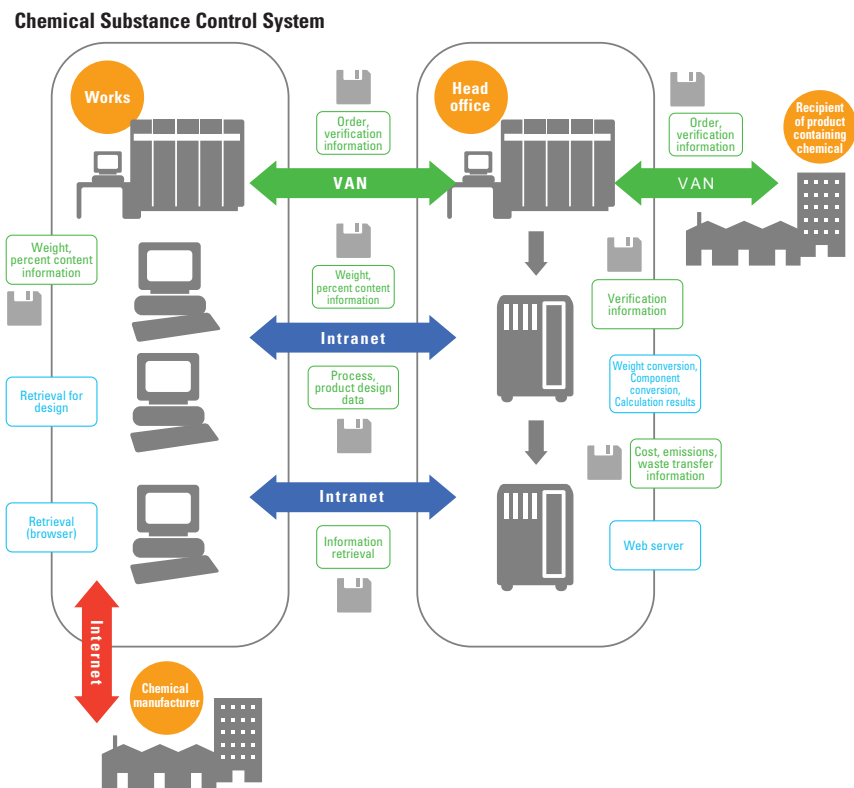 Chemical Substance Control System
Works
Order,
verification
information
Head
office
Order,
verification
information
Recipient
of product
containing
chemical
VAN
VAN
Weight,
percent content
information
Weight,
percent content
information
Verification
information
Intranet
Retrieval for
design
Process,
product design
data
Weight conversion,
Component
conversion,
Calculation results
Cost, emissions,
waste transfer
information
Intranet
Retrieval
(browser)
Information
retrieval
Web server
Internet
Chemical
manufacturer